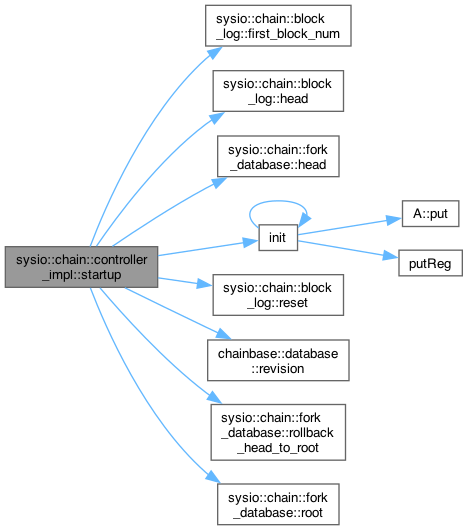 sysio::chain::block
_log::first_block_num
sysio::chain::block
_log::head
sysio::chain::fork
_database::head
A::put
init
putReg
sysio::chain::controller
_impl::startup
sysio::chain::block
_log::reset
chainbase::database
::revision
sysio::chain::fork
_database::rollback
_head_to_root
sysio::chain::fork
_database::root